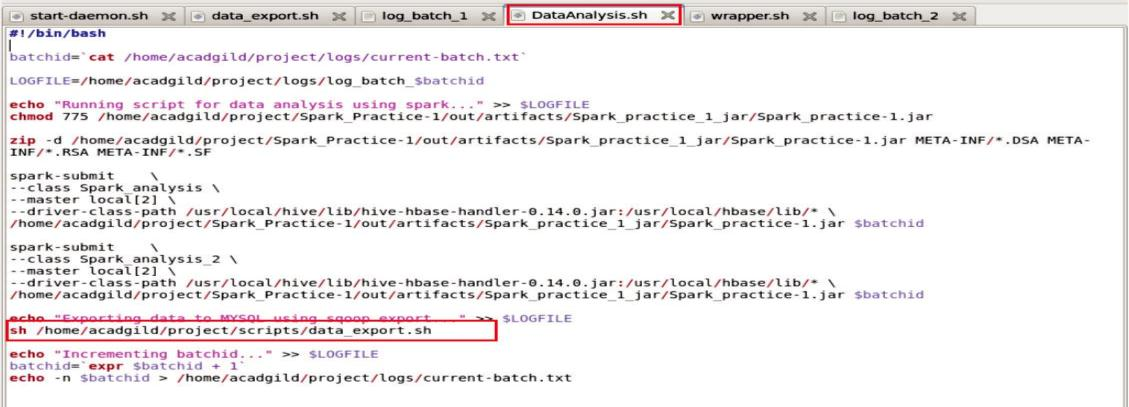 start-daemon.sh data_export.sh log_batch_1 DataAnalysis.sh wrapper.sh log_batch_2
#!/bin/bash
batchid=`cat /home/acadgild/project/logs/current-batch.txt`
LOGFILE=/home/acadgild/project/logs/log_batch_$batchid
echo "Running script for data analysis using spark..." >> $LOGFILE
chmod 775 /home/acadgild/project/Spark_Practice-1/out/artifacts/Spark_practice_1_jar/Spark_practice-1.jar
zip -d /home/acadgild/project/Spark_Practice-1/out/artifacts/Spark_practice_1_jar/Spark_practice-1.jar META-INF/*.DSA META-
INF/*.RSA META-INF/*.SF
spark-submit \
--class Spark_analysis \
--master local[2] \
--driver-class-path /usr/local/hive/lib/hive-hbase-handler-0.14.0.jar:/usr/local/hbase/lib/* \
/home/acadgild/project/Spark_Practice-1/out/artifacts/Spark_practice_1_jar/Spark_practice-1.jar $batchid
spark-submit \
--class Spark_analysis_2 \
--master local[2] \
--driver-class-path /usr/local/hive/lib/hive-hbase-handler-0.14.0.jar:/usr/local/hbase/lib/* \
/home/acadgild/project/Spark_Practice-1/out/artifacts/Spark_practice_1_jar/Spark_practice-1.jar $batchid
echo "Exporting data to MYSQL using sqoop export..." >> $LOGFILE
sh /home/acadgild/project/scripts/data_export.sh
echo "Incrementing batchid..." >> $LOGFILE
batchid=`expr $batchid + 1`
echo -n $batchid > /home/acadgild/project/logs/current-batch.txt